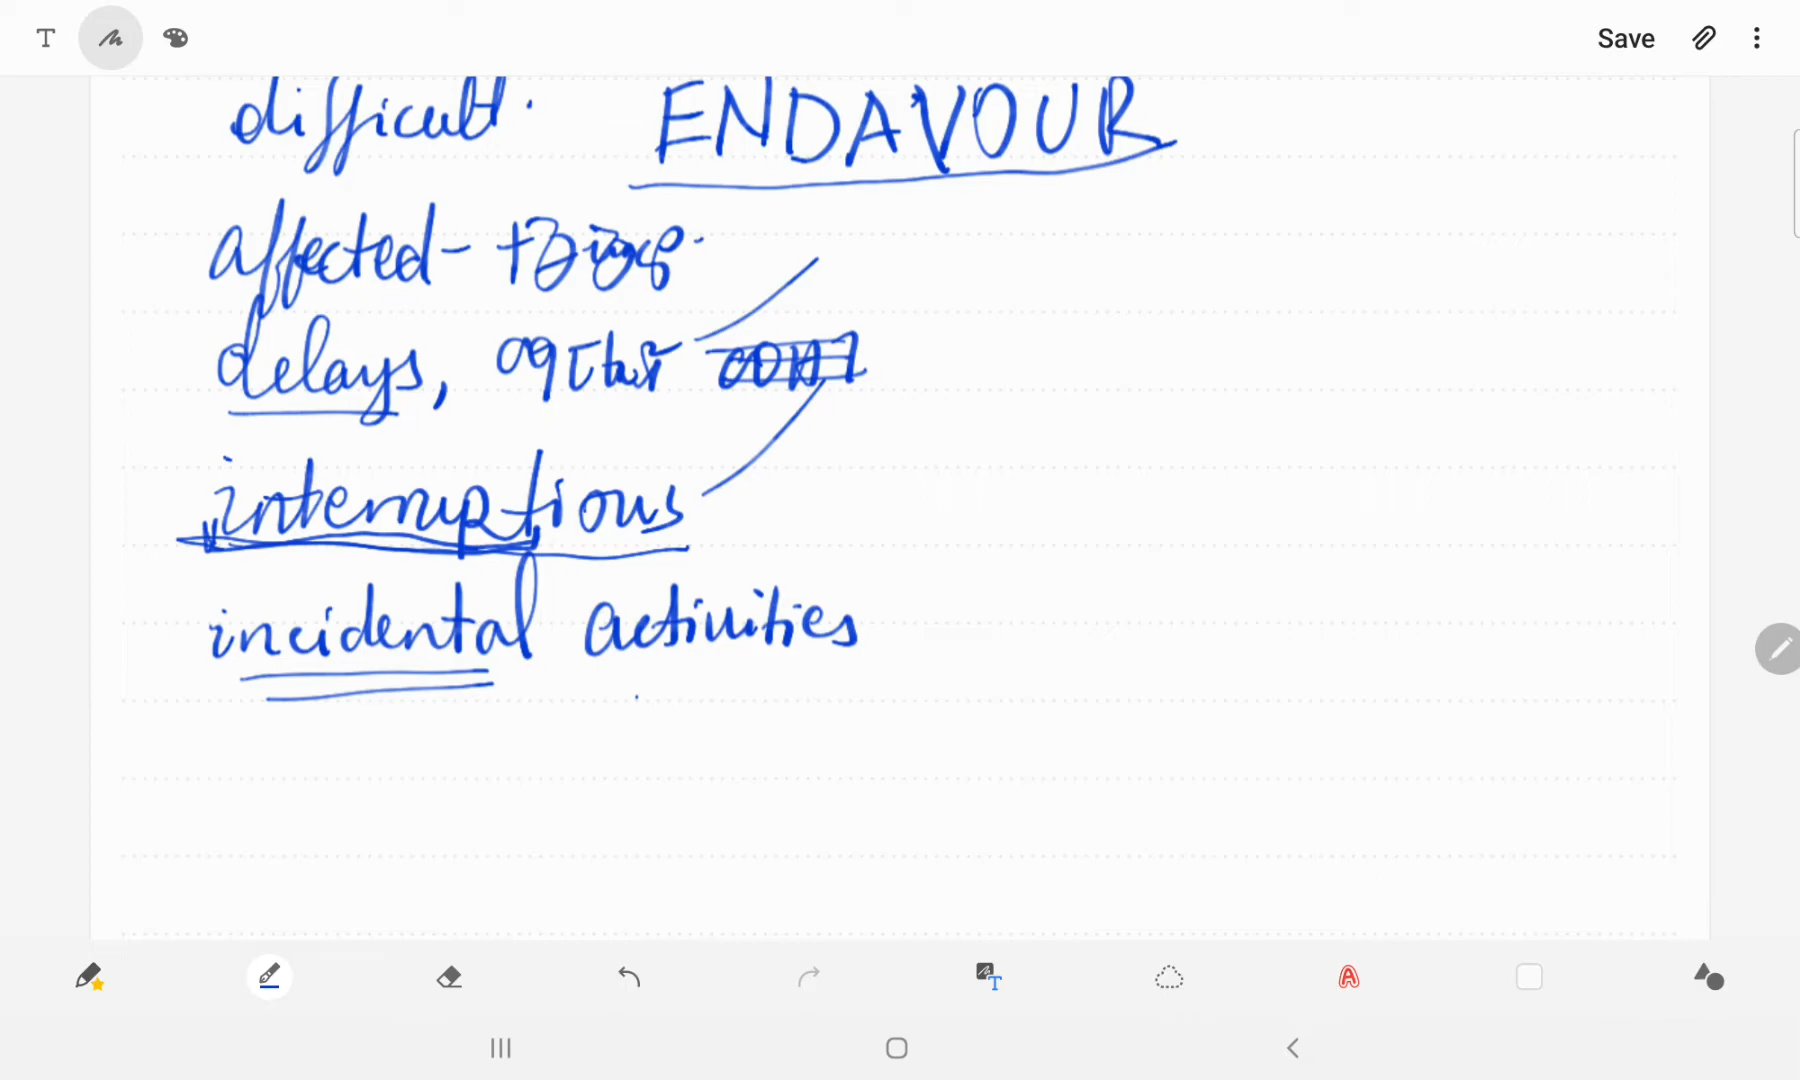 Save
difficult. ENDAVOUR
affected-
delays,
interruptions
incidental activities